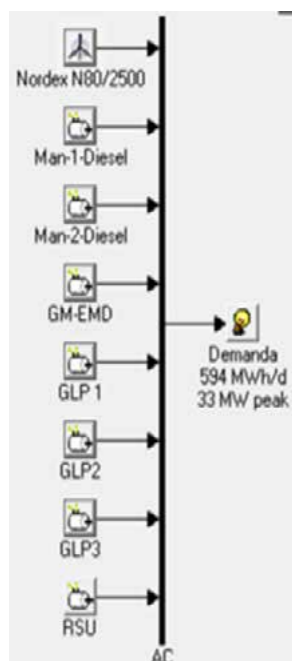 Nordex N80/2500
Man-1-Diesel
Man-2-Diesel
GM-EMD
GLP 1
GLP2
GLP3
RSU
Demanda
594 MWh/d
33 MW peak
AC